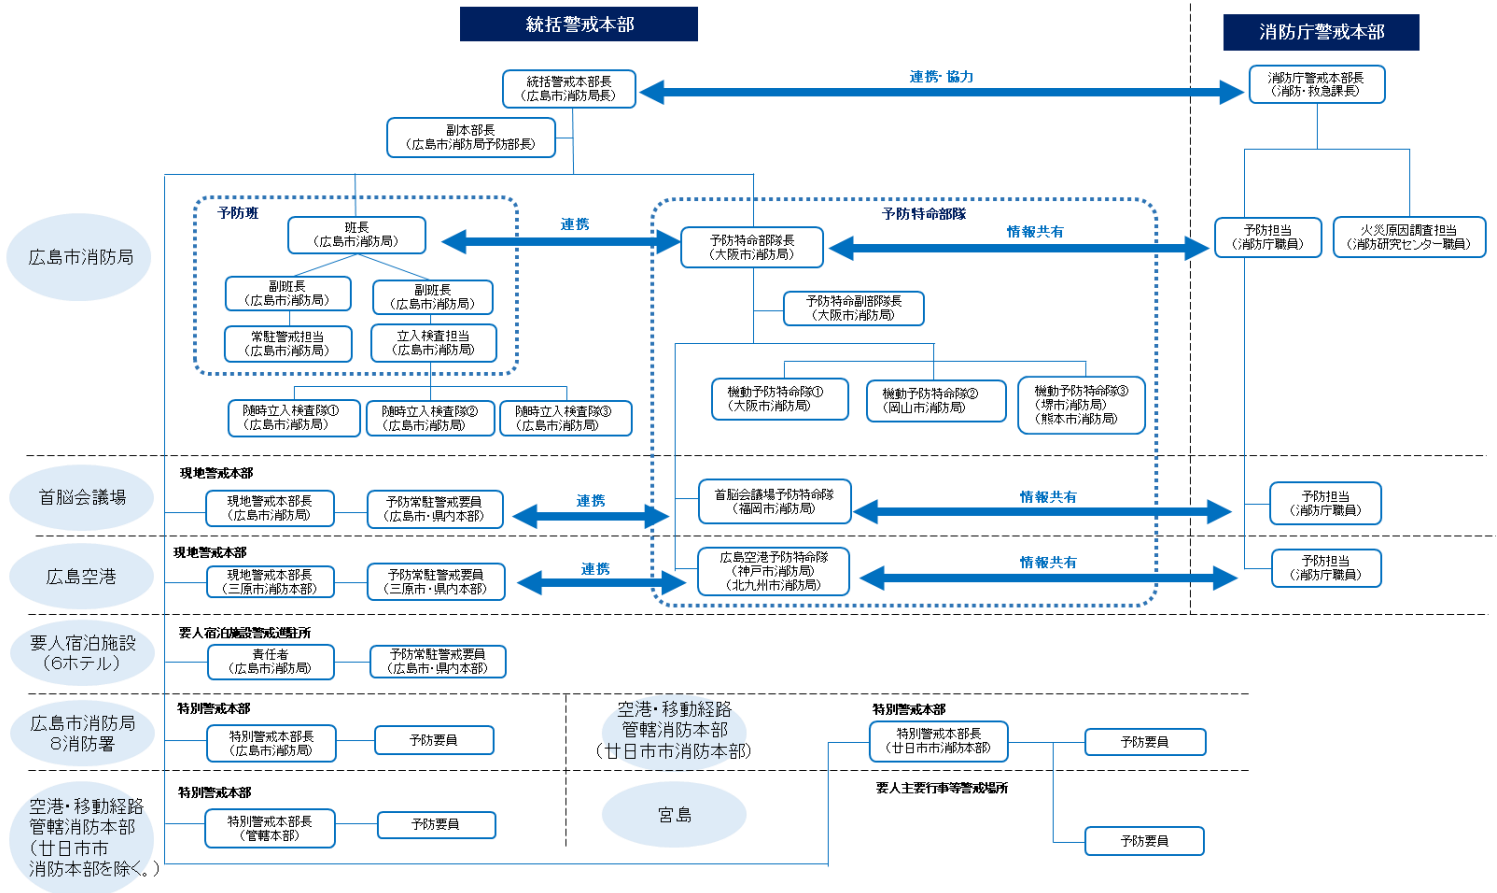 統括警戒本部
消防庁警戒本部
統括警戒本部長
（広島市消防局長）
連携・協力
消防庁警戒本部長
（消防・救急課長）
副本部長
（広島市消防局予防部長）
広島市消防局
予防班
班長
（広島市消防局）
副班長
（広島市消防局）
副班長
（広島市消防局）
常駐警戒担当
（広島市消防局）
立入検査担当
（広島市消防局）
随時立入検査隊①
（広島市消防局）
随時立入検査隊②
（広島市消防局）
随時立入検査隊③
（広島市消防局）
連携
予防特命部隊
予防特命部隊長
（大阪市消防局）
情報共有
予防特命副部隊長
（大阪市消防局）
機動予防特命隊①
（大阪市消防局）
機動予防特命隊②
（岡山市消防局）
機動予防特命隊③
（堺市消防局）
（熊本市消防局）
予防担当
（消防庁職員）
火災原因調査担当
（消防研究センター職員）
首脳会議場
現地警戒本部
現地警戒本部長
（広島市消防局）
予防常駐警戒要員
（広島市・県内本部）
連携
首脳会議場予防特命隊
（福岡市消防局）
情報共有
予防担当
（消防庁職員）
広島空港
現地警戒本部
現地警戒本部長
（三原市消防本部）
予防常駐警戒要員
（三原市・県内本部）
連携
広島空港予防特命隊
（神戸市消防局）
（北九州市消防局）
情報共有
予防担当
（消防庁職員）
要人宿泊施設
（6ホテル）
要人宿泊施設警戒進駐所
責任者
（広島市消防局）
予防常駐警戒要員
（広島市・県内本部）
広島市消防局
8消防署
特別警戒本部
特別警戒本部長
（広島市消防局）
予防要員
空港・移動経路
管轄消防本部
（廿日市市消防本部）
特別警戒本部
特別警戒本部長
（廿日市市消防本部）
予防要員
空港・移動経路
管轄消防本部
（廿日市市
消防本部を除く。）
特別警戒本部
特別警戒本部長
（管轄本部）
予防要員
宮島
要人主要行事等警戒場所
予防要員